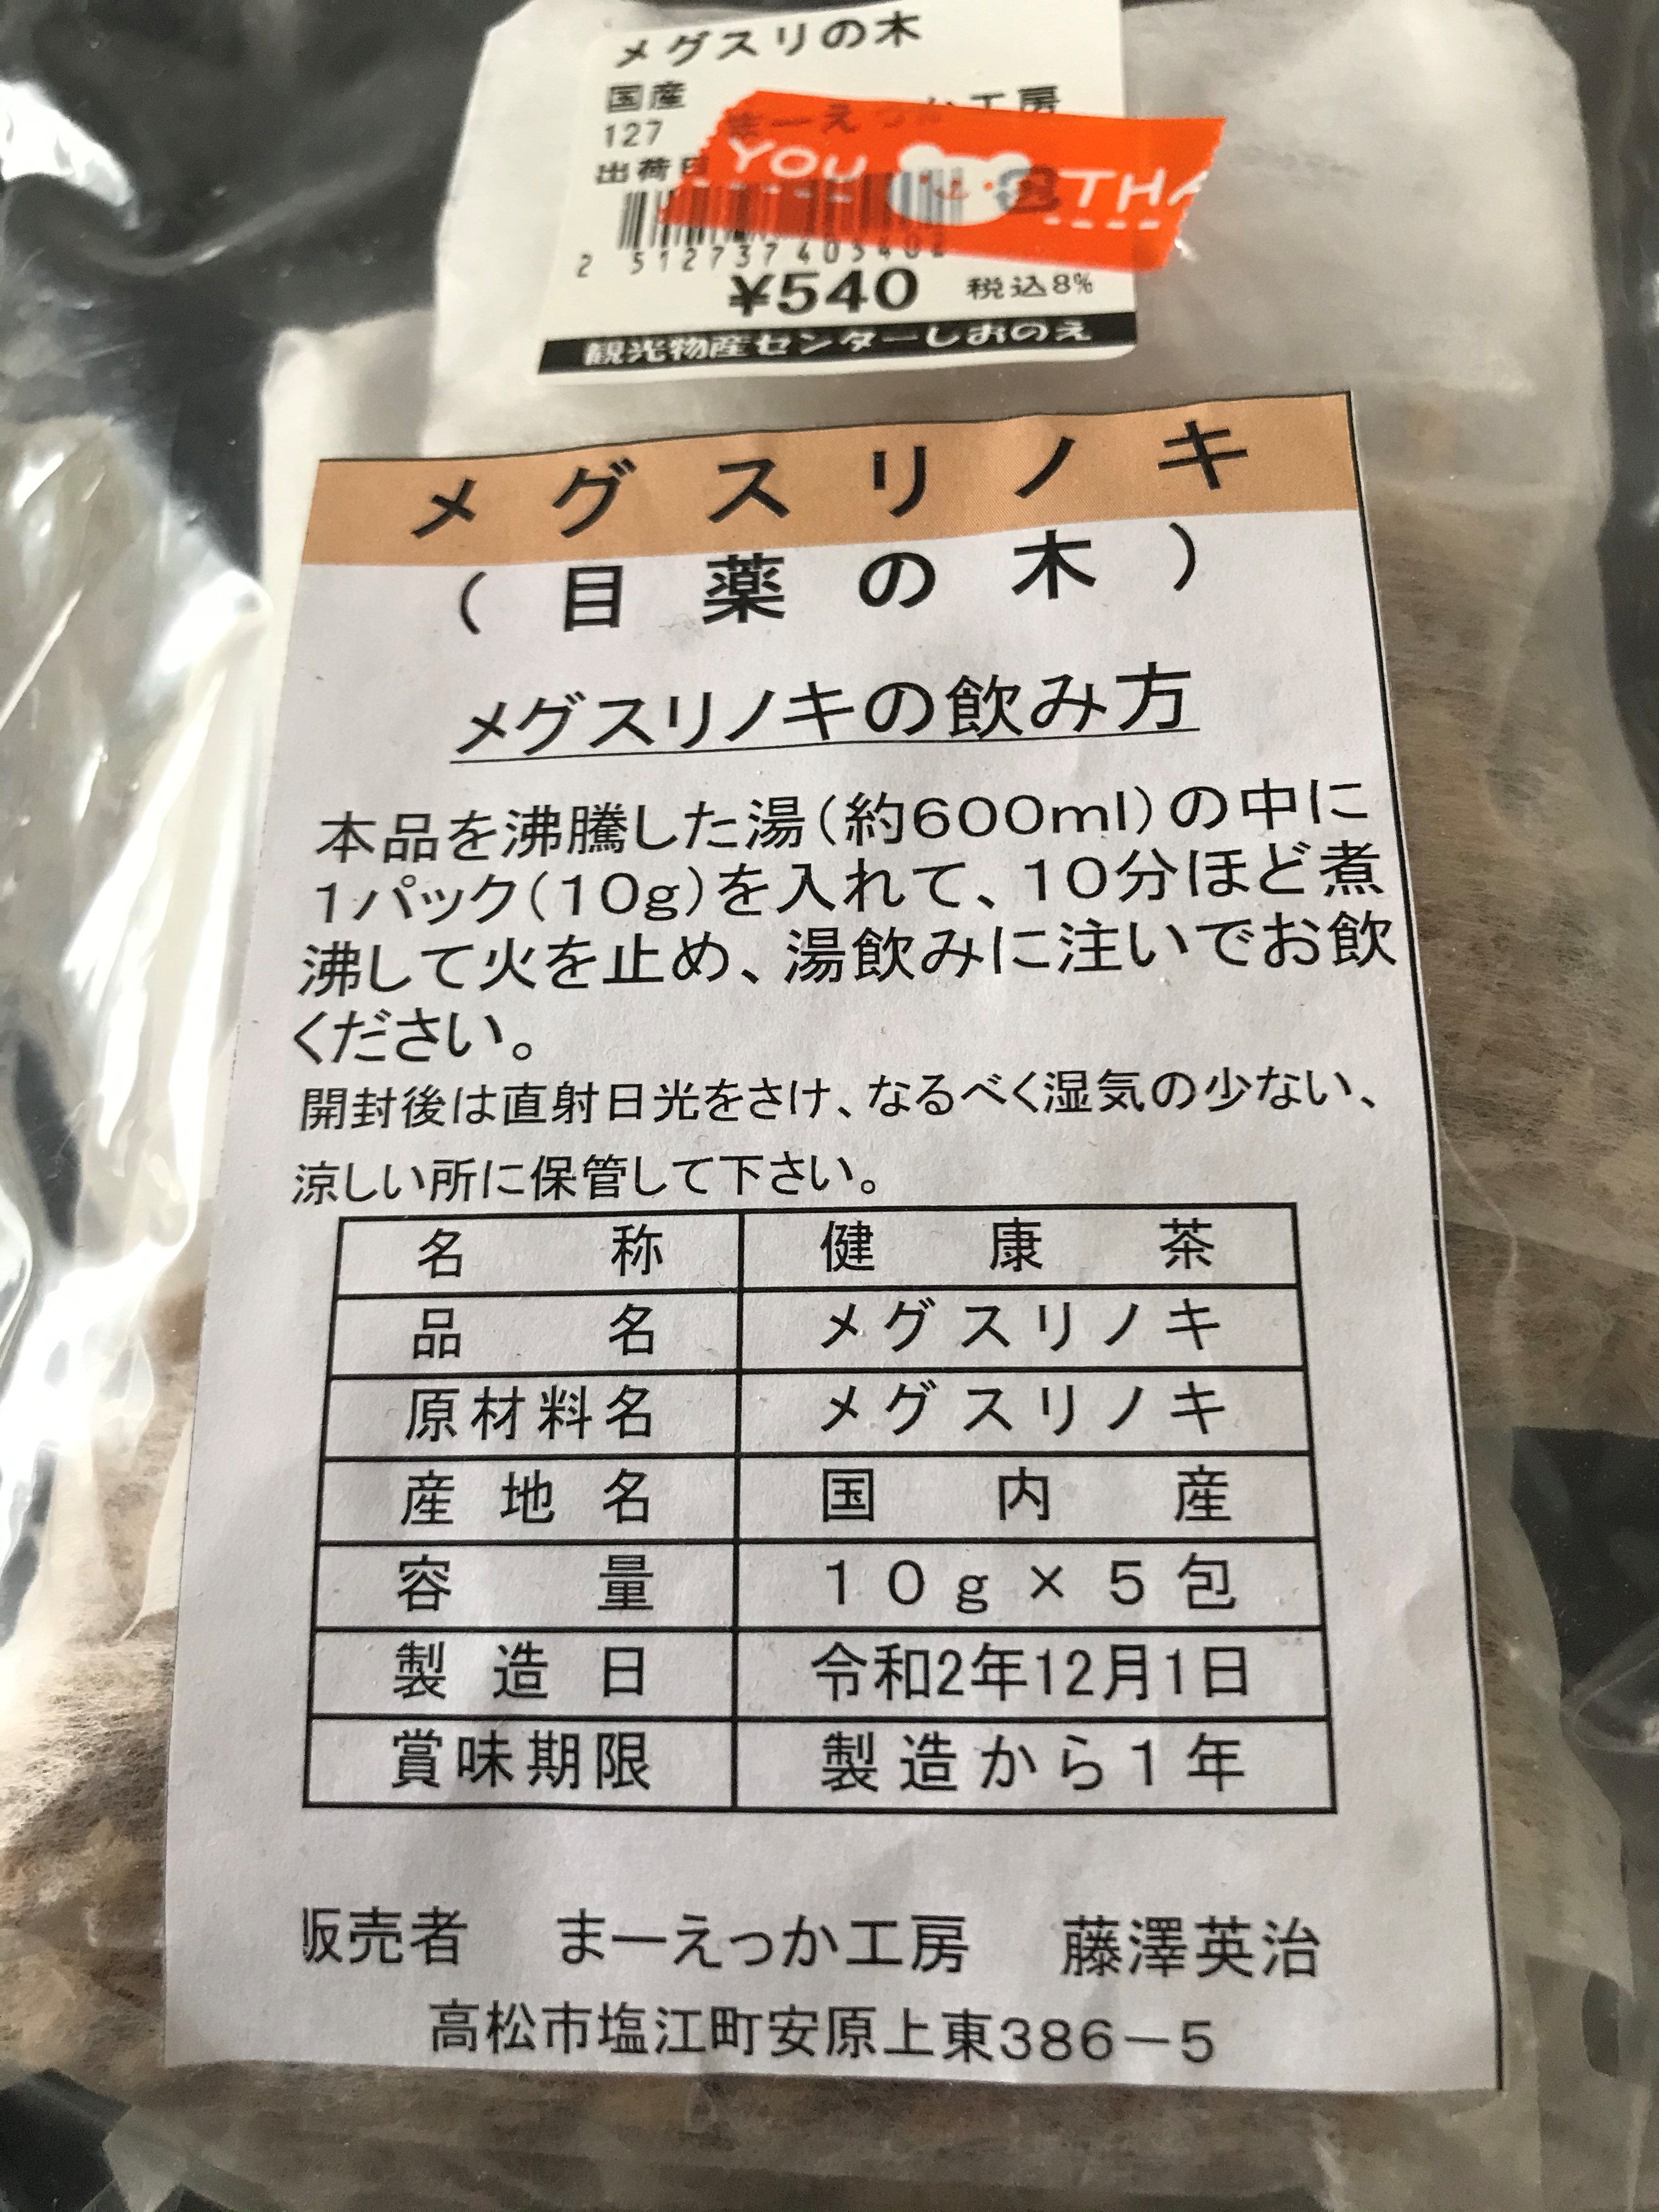 メグスリの木
国産
127 まーえっか工房
出荷日
YOU THA
2 512737 40540
¥540 税込8%
観光物産センターしおのえ
メグスリノキ
(目薬の木)
メグスリノキの飲み方
本品を沸騰した湯(約600ml)の中に
1パック(10g)を入れて、10分ほど煮
沸して火を止め、湯飲みに注いでお飲
ください。
開封後は直射日光をさけ、なるべく湿気の少ない、
涼しい所に保管して下さい。
名称 健康茶
品名 メグスリノキ
原材料名 メグスリノキ
産地名 国内産
容量 10g×5包
製造日 令和2年12月1日
賞味期限 製造から1年
販売者 まーえっか工房 藤澤英治
高松市塩江町安原上東386-5